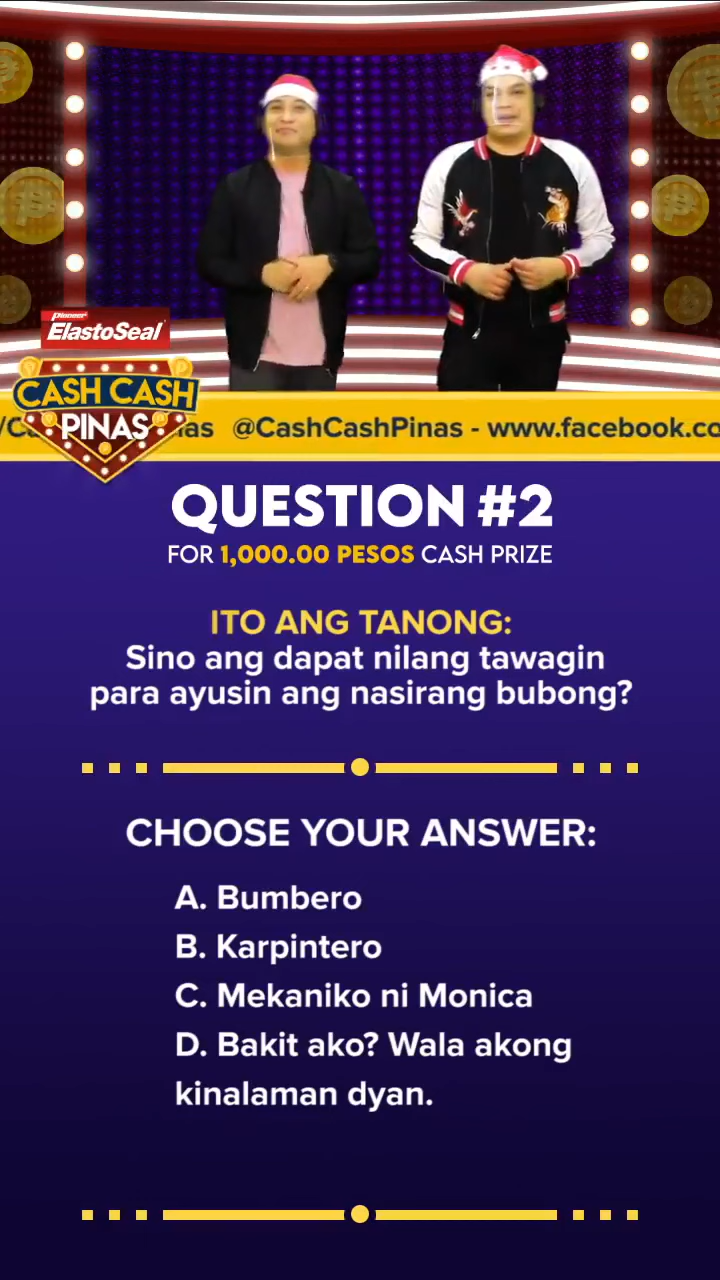 Pioneer
ElastoSeal
CASH CASH
PINAS
@CashCashPinas - www.facebook.co
QUESTION #2
FOR 1,000.00 PESOS CASH PRIZE
ITO ANG TANONG:
Sino ang dapat nilang tawagin
para ayusin ang nasirang bubong?
CHOOSE YOUR ANSWER:
A. Bumbero
B. Karpintero
C. Mekaniko ni Monica
D. Bakit ako? Wala akong
kinalaman dyan.